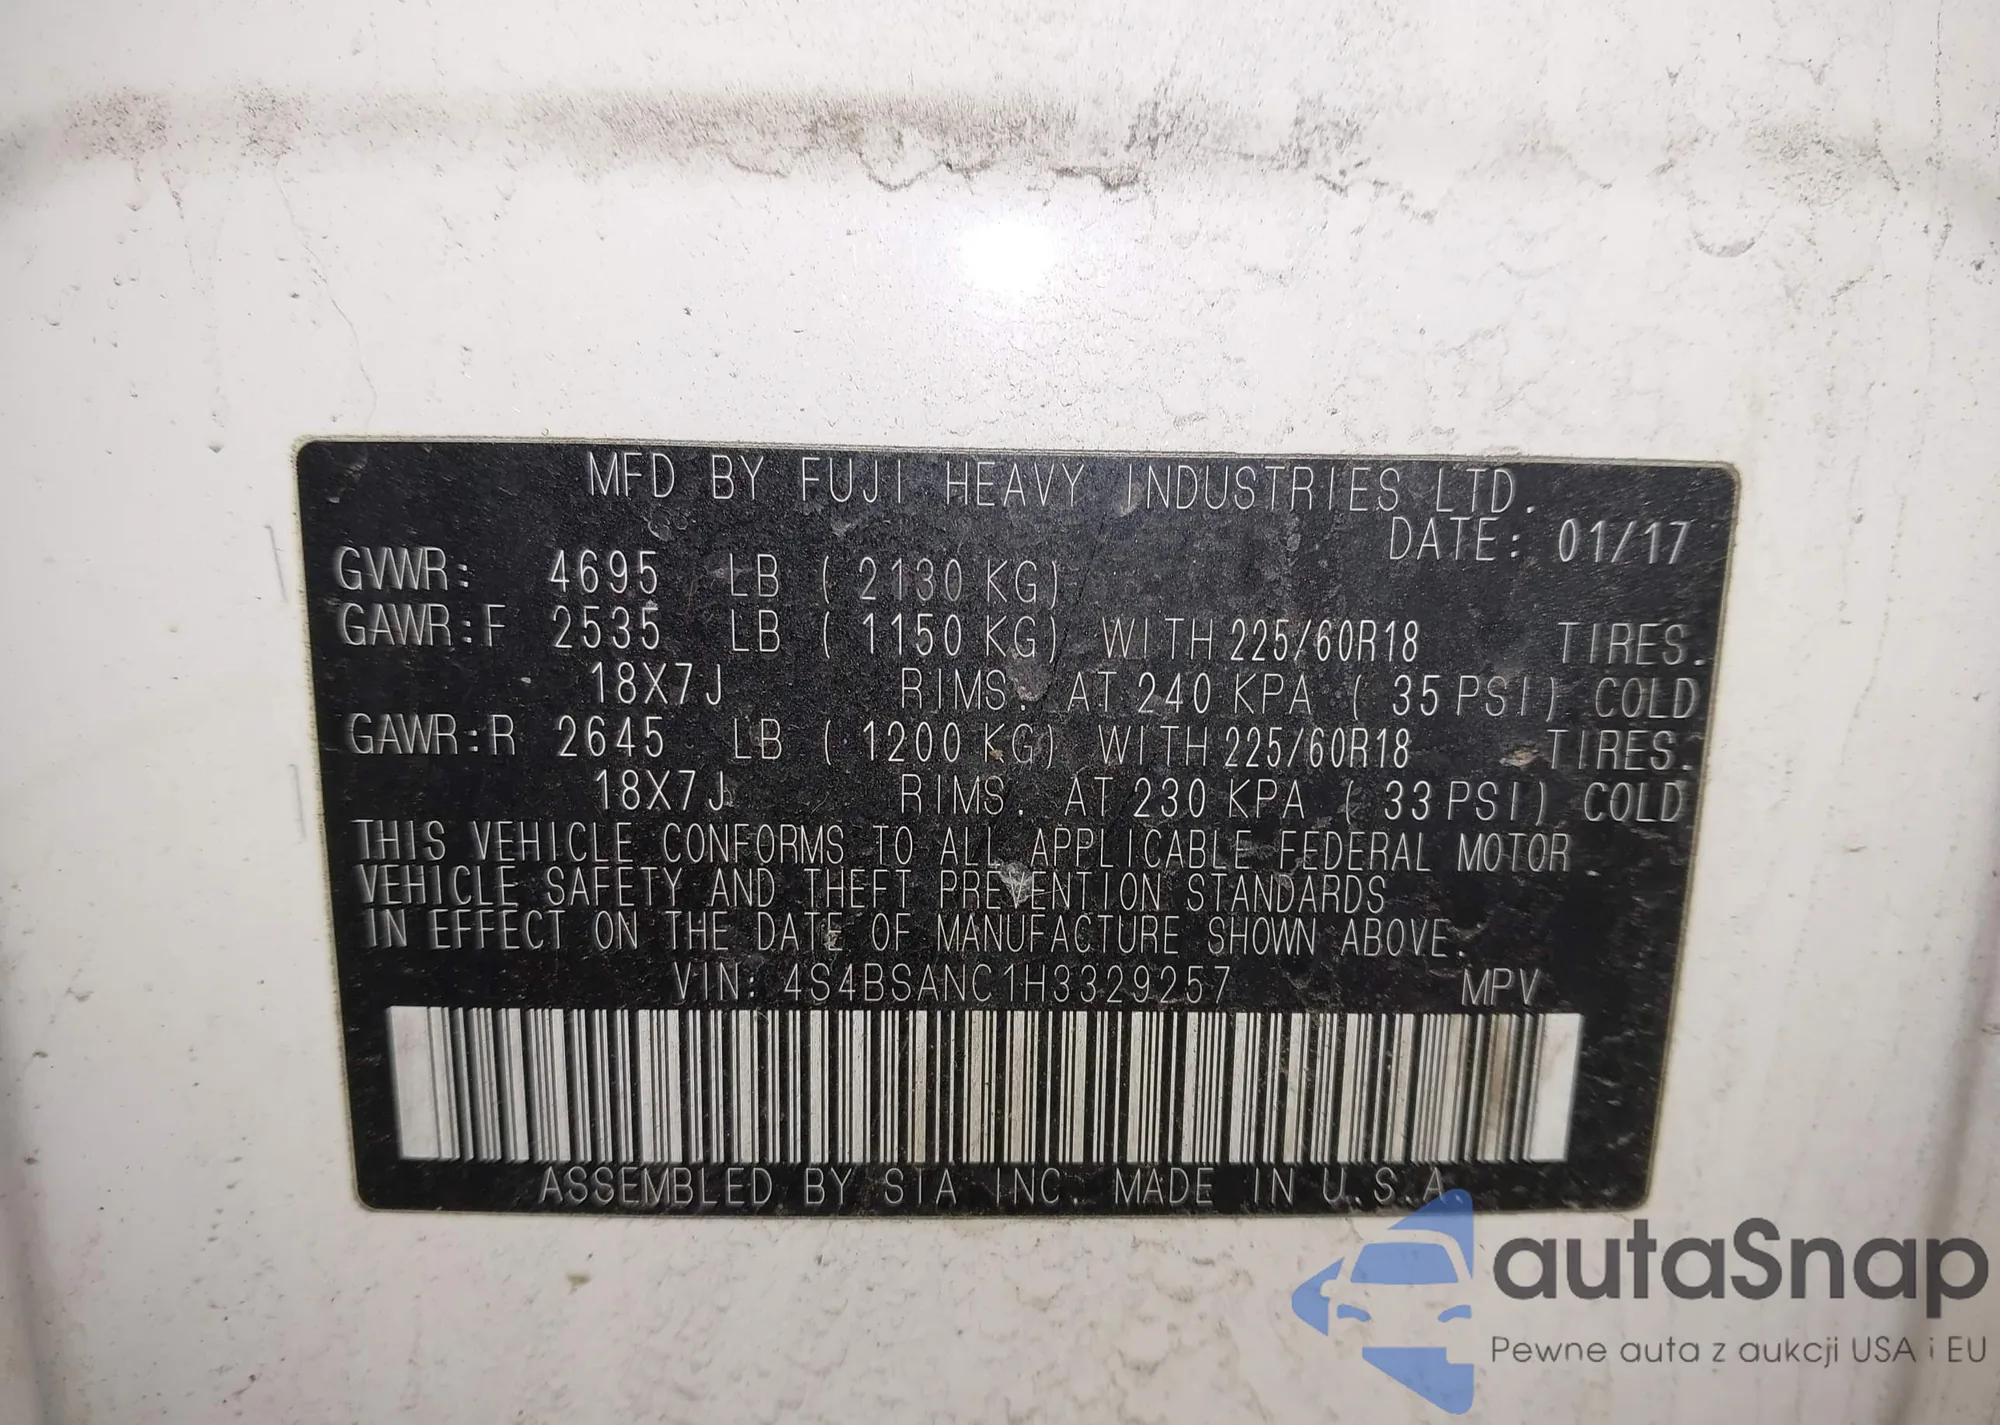 MFD BY FUJI HEAVY INDUSTRIES LTD.
DATE: 01/17
GVWR: 4695 LB ( 2130 KG)
GAWR:F 2535 LB ( 1150 KG) WITH 225/60R18 TIRES.
18X7J RIMS. AT 240 KPA ( 35 PSI) COLD
GAWR:R 2645 LB ( 1200 KG) WITH 225/60R18 TIRES.
18X7J RIMS. AT 230 KPA ( 33 PSI) COLD
THIS VEHICLE CONFORMS TO ALL APPLICABLE FEDERAL MOTOR
VEHICLE SAFETY AND THEFT PREVENTION STANDARDS
IN EFFECT ON THE DATE OF MANUFACTURE SHOWN ABOVE.
VIN: 4S4BSANC1H3329257 MPV
ASSEMBLED BY SIA INC. MADE IN U.S.A
autaSnap
Pewne auta z aukcji USA i EU